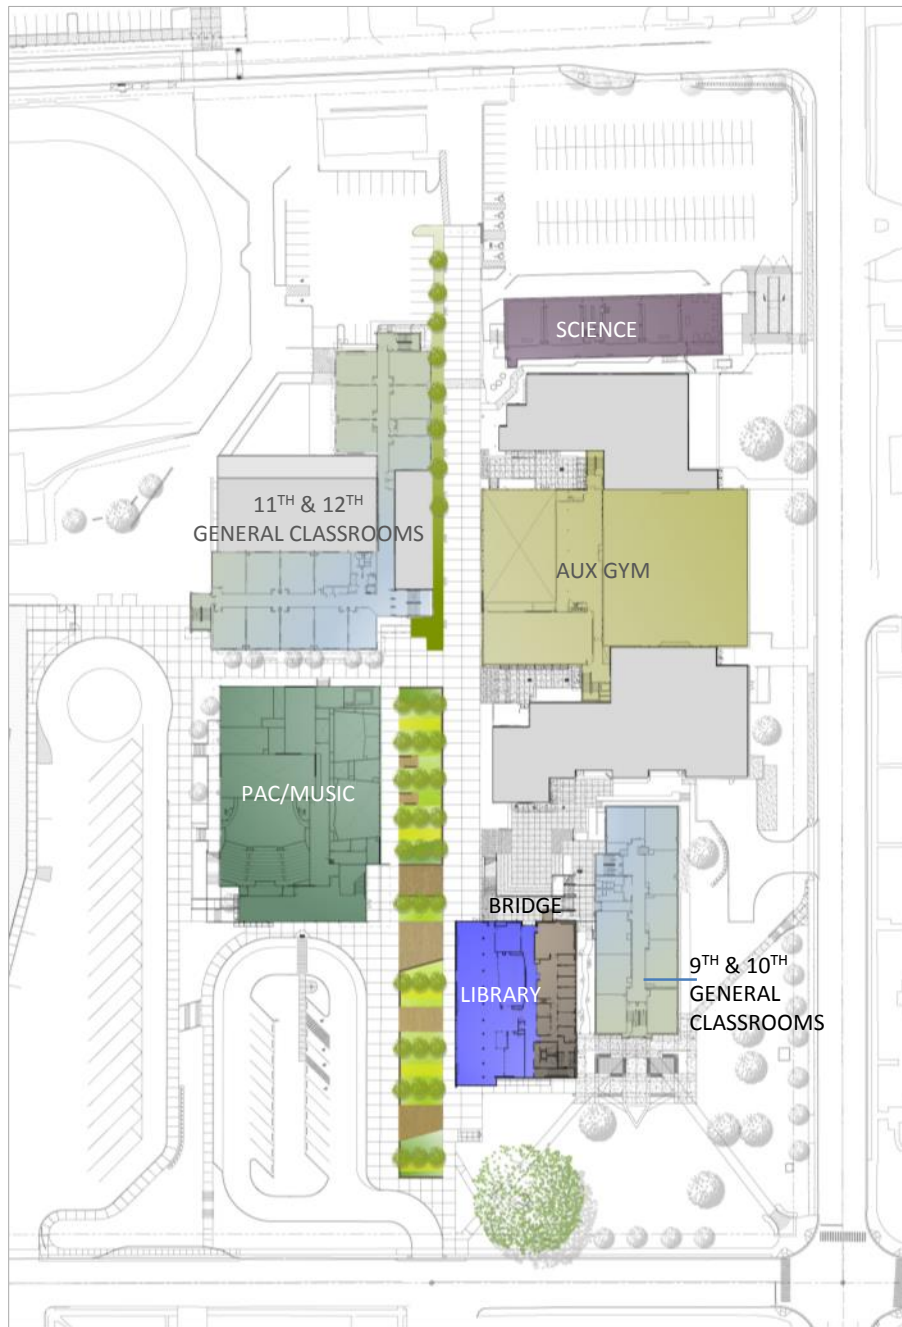 SCIENCE
11TH & 12TH
GENERAL CLASSROOMS
AUX GYM
PAC/MUSIC
BRIDGE
LIBRARY
9TH & 10TH
GENERAL
CLASSROOMS